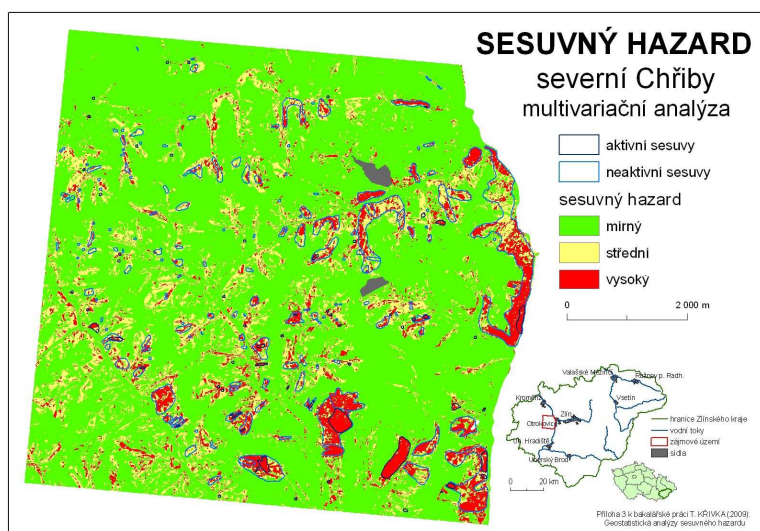 SESUVNÝ HAZARD
severní Chřiby
multivariační analýza
aktivní sesuvy
neaktivní sesuvy
sesuvný hazard
mírný
střední
vysoký
0 2 000 m
Valašské Meziříčí
Rožnov p. Radh.
Kroměříž
Vsetín
Zlín
Otrokovice
Uh. Hradiště
Uherský Brod
hranice Zlínského kraje
vodní toky
zájmové území
sídla
0 20 km
Příloha 3 k bakalářské práci T. KŘIVKA (2009):
Geostatistické analýzy sesuvného hazardu